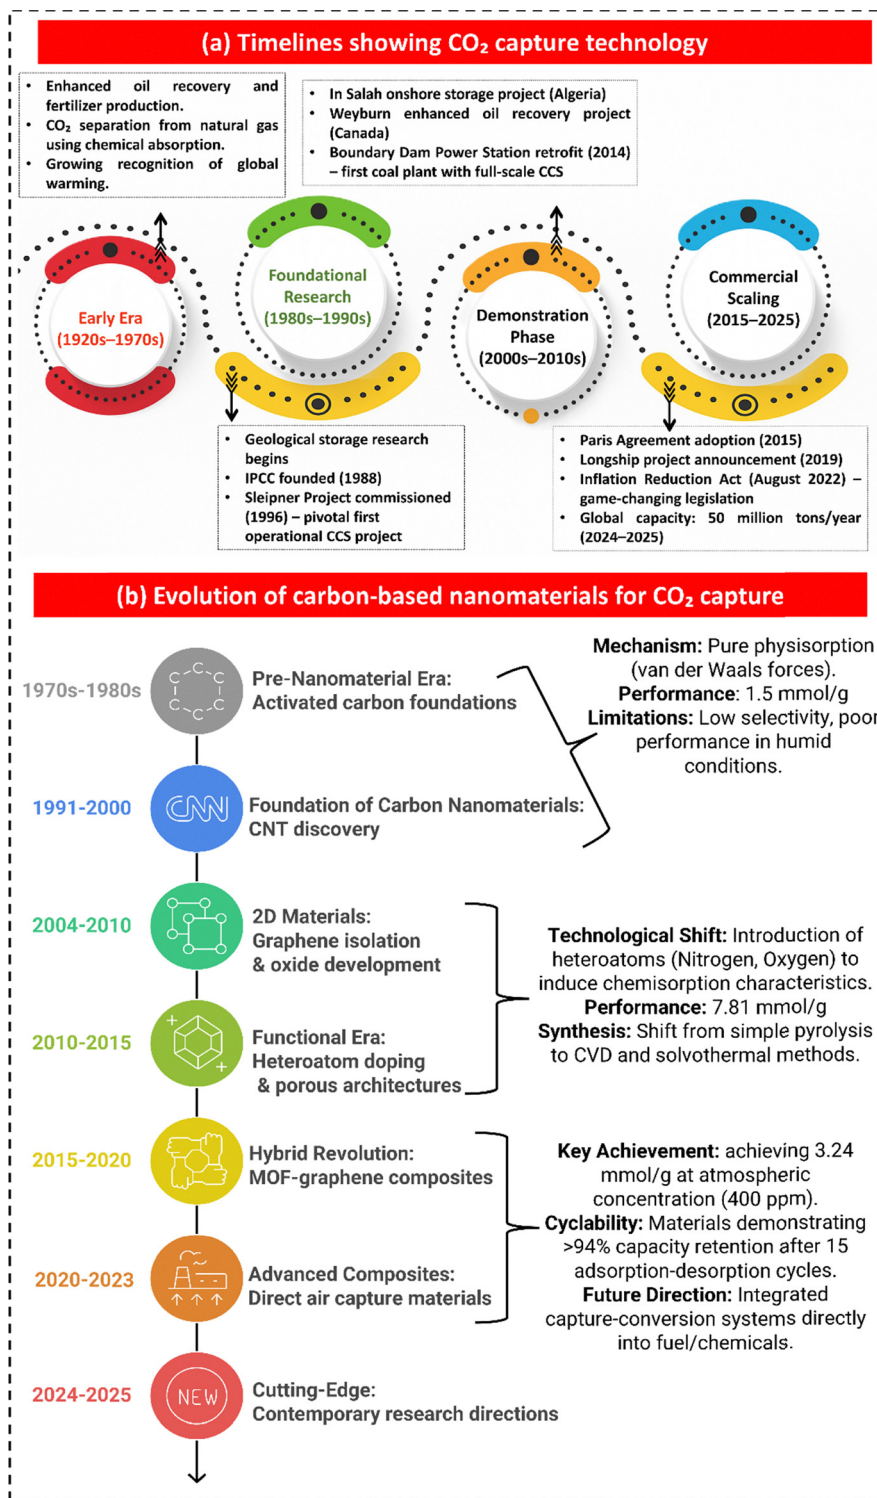 (a) Timelines showing CO₂ capture technology
• Enhanced oil recovery and
fertilizer production.
• CO₂ separation from natural gas
using chemical absorption.
• Growing recognition of global
warming.
• In Salah onshore storage project (Algeria)
• Weyburn enhanced oil recovery project
(Canada)
• Boundary Dam Power Station retrofit (2014)
– first coal plant with full-scale CCS
Early Era
(1920s–1970s)
Foundational
Research
(1980s–1990s)
Demonstration
Phase
(2000s–2010s)
Commercial
Scaling
(2015–2025)
• Geological storage research
begins
• IPCC founded (1988)
• Sleipner Project commissioned
(1996) – pivotal first
operational CCS project
• Paris Agreement adoption (2015)
• Longship project announcement (2019)
• Inflation Reduction Act (August 2022) –
game-changing legislation
• Global capacity: 50 million tons/year
(2024–2025)
(b) Evolution of carbon-based nanomaterials for CO₂ capture
1970s-1980s
C C C C C C
Pre-Nanomaterial Era:
Activated carbon foundations
1991-2000
CNN
Foundation of Carbon Nanomaterials:
CNT discovery
Mechanism: Pure physisorption
(van der Waals forces).
Performance: 1.5 mmol/g
Limitations: Low selectivity, poor
performance in humid
conditions.
2004-2010
2D Materials:
Graphene isolation
& oxide development
2010-2015
Functional Era:
Heteroatom doping
& porous architectures
Technological Shift: Introduction of
heteroatoms (Nitrogen, Oxygen) to
induce chemisorption characteristics.
Performance: 7.81 mmol/g
Synthesis: Shift from simple pyrolysis
to CVD and solvothermal methods.
2015-2020
Hybrid Revolution:
MOF-graphene composites
2020-2023
Advanced Composites:
Direct air capture materials
Key Achievement: achieving 3.24
mmol/g at atmospheric
concentration (400 ppm).
Cyclability: Materials demonstrating
>94% capacity retention after 15
adsorption-desorption cycles.
Future Direction: Integrated
capture-conversion systems directly
into fuel/chemicals.
2024-2025
NEW
Cutting-Edge:
Contemporary research directions